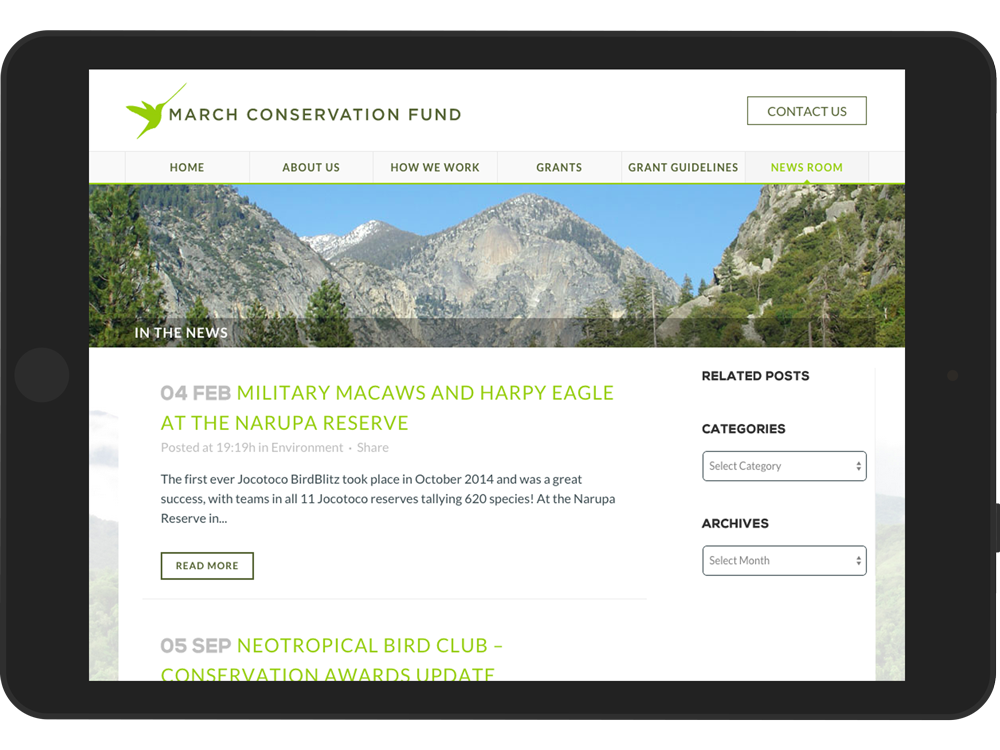 MARCH CONSERVATION FUND
CONTACT US
HOME
ABOUT US
HOW WE WORK
GRANTS
GRANT GUIDELINES
NEWS ROOM
IN THE NEWS
04 FEB MILITARY MACAWS AND HARPY EAGLE
AT THE NARUPA RESERVE
Posted at 19:19h in Environment · Share
The first ever Jocotoco BirdBlitz took place in October 2014 and was a great
success, with teams in all 11 Jocotoco reserves tallying 620 species! At the Narupa
Reserve in...
READ MORE
05 SEP NEOTROPICAL BIRD CLUB –
CONSERVATION AWARDS UPDATE
RELATED POSTS
CATEGORIES
Select Category
ARCHIVES
Select Month